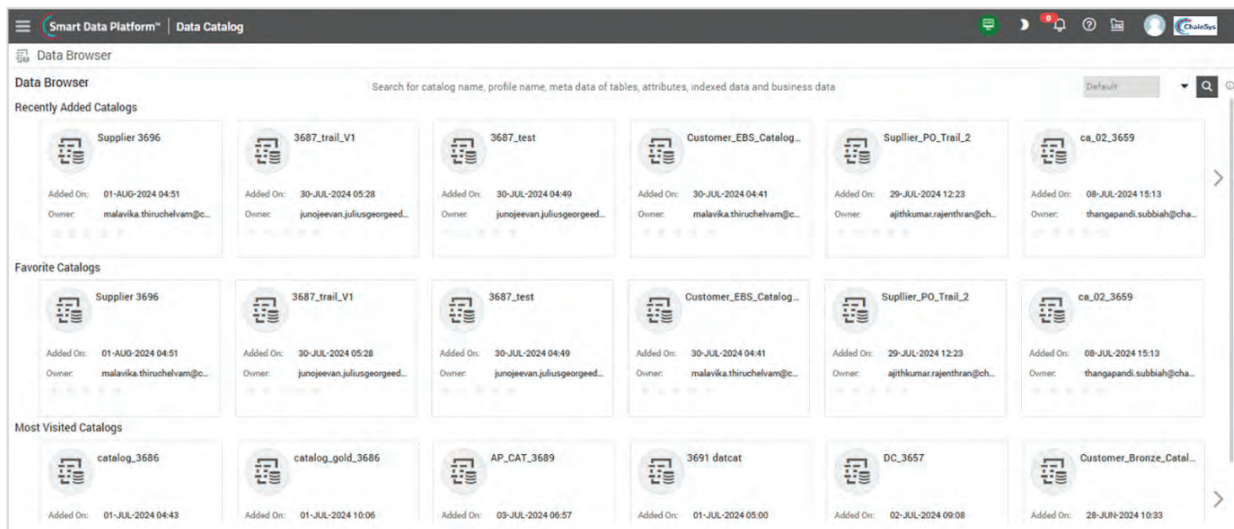 Smart Data Platform™ | Data Catalog 0 ChainSys
Data Browser
Data Browser Search for catalog name, profile name, meta data of tables, attributes, indexed data and business data Default
Recently Added Catalogs
Supplier 3696 3687_trail_V1 3687_test Customer_EBS_Catalog... Supllier_PO_Trail_2 ca_02_3659
Added On: 01-AUG-2024 04:51 Added On: 30-JUL-2024 05:28 Added On: 30-JUL-2024 04:49 Added On: 30-JUL-2024 04:41 Added On: 29-JUL-2024 12:23 Added On: 08-JUL-2024 15:13
Owner: malavika.thiruchelvam@c... Owner: junojeevan.juliusgeorgeed... Owner: junojeevan.juliusgeorgeed... Owner: malavika.thiruchelvam@c... Owner: ajithkumar.rajenthran@ch... Owner: thangapandi.subbiah@cha...
Favorite Catalogs
Supplier 3696 3687_trail_V1 3687_test Customer_EBS_Catalog... Supllier_PO_Trail_2 ca_02_3659
Added On: 01-AUG-2024 04:51 Added On: 30-JUL-2024 05:28 Added On: 30-JUL-2024 04:49 Added On: 30-JUL-2024 04:41 Added On: 29-JUL-2024 12:23 Added On: 08-JUL-2024 15:13
Owner: malavika.thiruchelvam@c... Owner: junojeevan.juliusgeorgeed... Owner: junojeevan.juliusgeorgeed... Owner: malavika.thiruchelvam@c... Owner: ajithkumar.rajenthran@ch... Owner: thangapandi.subbiah@cha...
Most Visited Catalogs
catalog_3686 catalog_gold_3686 AP_CAT_3689 3691 datcat DC_3657 Customer_Bronze_Catal...
Added On: 01-JUL-2024 04:43 Added On: 01-JUL-2024 10:06 Added On: 03-JUL-2024 06:57 Added On: 01-JUL-2024 05:00 Added On: 02-JUL-2024 09:08 Added On: 28-JUN-2024 10:33